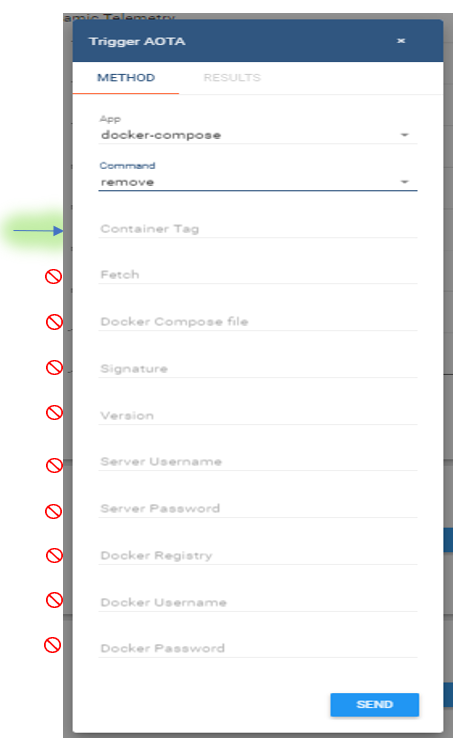 amic Telemetry
Trigger AOTA
×
METHOD RESULTS
App
docker-compose
Command
remove
Container Tag
Fetch
Docker Compose file
Signature
Version
Server Username
Server Password
Docker Registry
Docker Username
Docker Password
SEND